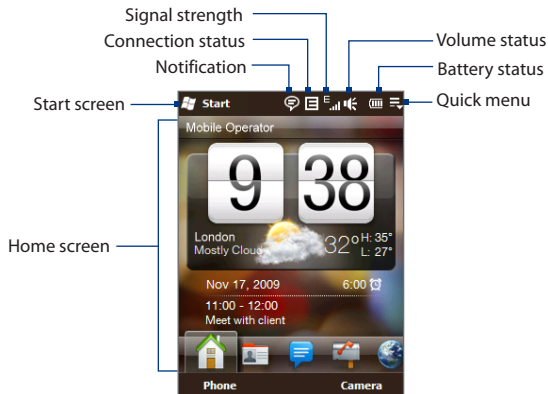 Signal strength
Connection status
Notification
Volume status
Battery status
Quick menu
Start screen
Start
E
Mobile Operator
9 38
London
Mostly Cloud
32° H: 35°
L: 27°
Home screen
Nov 17, 2009 6:00
11:00 - 12:00
Meet with client
Phone Camera